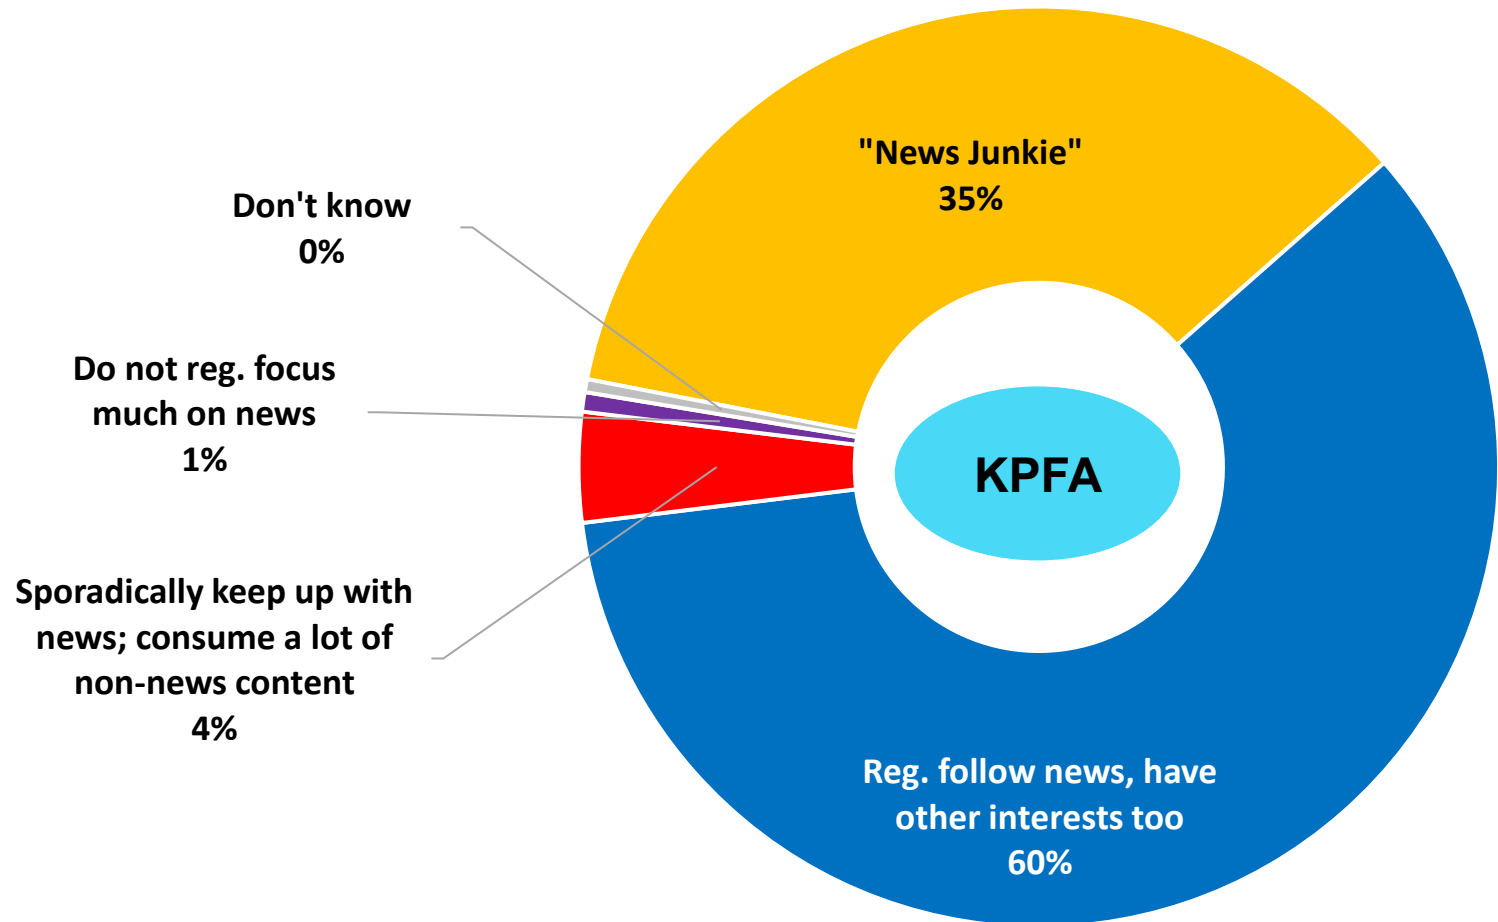 "News Junkie"
35%
Don't know
0%
Do not reg. focus
much on news
1%
KPFA
Sporadically keep up with
news; consume a lot of
non-news content
4%
Reg. follow news, have
other interests too
60%